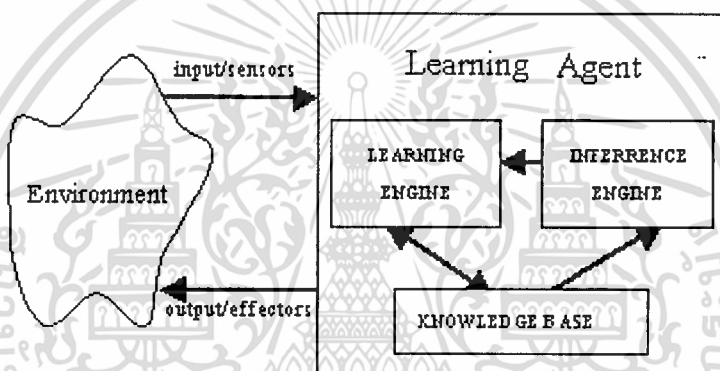 input/sensors
Learning Agent
LEARNING
ENGINE
INFERRENCE
ENGINE
Environment
output/effectors
KNOWLEDGE BASE